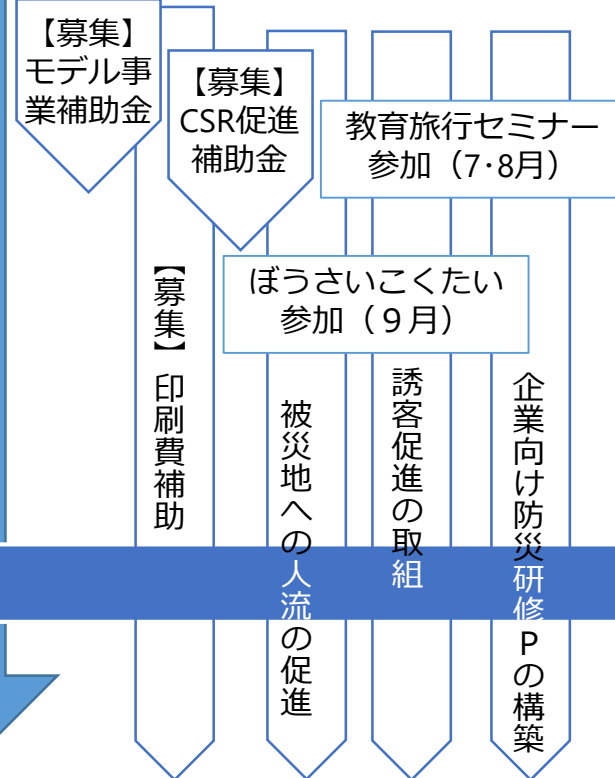 【募集】
モデル事
業補助金
【募集】
CSR促進
補助金
教育旅行セミナー
参加（7･8月）
ぼうさいこくたい
参加（９月）
【募集】印刷費補助
被災地への人流の促進
誘客促進の取組
企業向け防災研修Pの構築